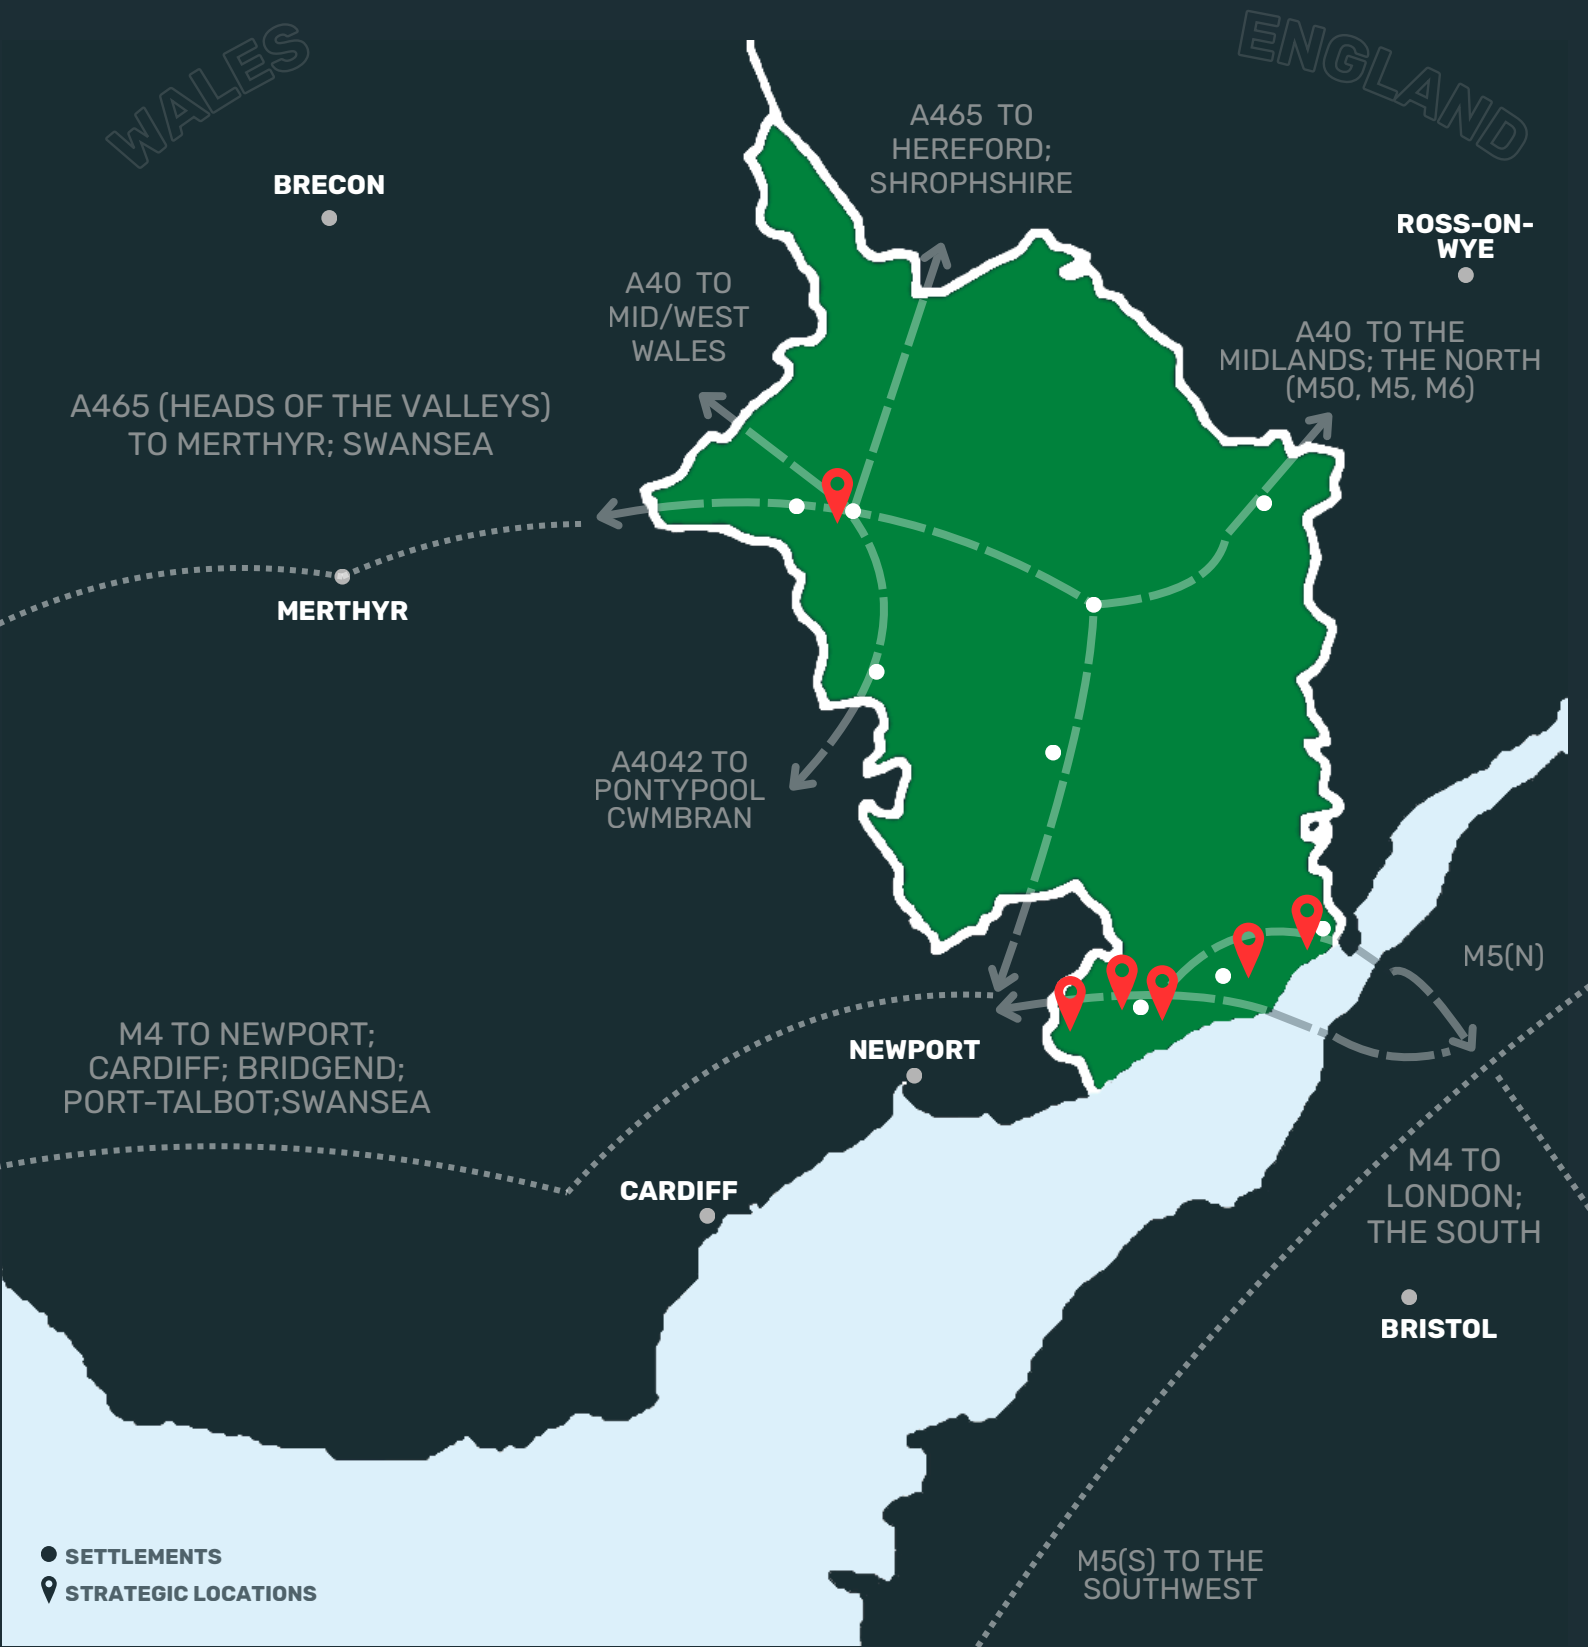 WALES
ENGLAND
A465 TO
HEREFORD;
SHROPHSHIRE
BRECON
ROSS-ON-
WYE
A40 TO
MID/WEST
WALES
A40 TO THE
MIDLANDS; THE NORTH
(M50, M5, M6)
A465 (HEADS OF THE VALLEYS)
TO MERTHYR; SWANSEA
MERTHYR
A4042 TO
PONTYPOOL
CWMBRAN
M5(N)
M4 TO NEWPORT;
CARDIFF; BRIDGEND;
PORT-TALBOT;SWANSEA
NEWPORT
CARDIFF
M4 TO
LONDON;
THE SOUTH
BRISTOL
M5(S) TO THE
SOUTHWEST
SETTLEMENTS
STRATEGIC LOCATIONS